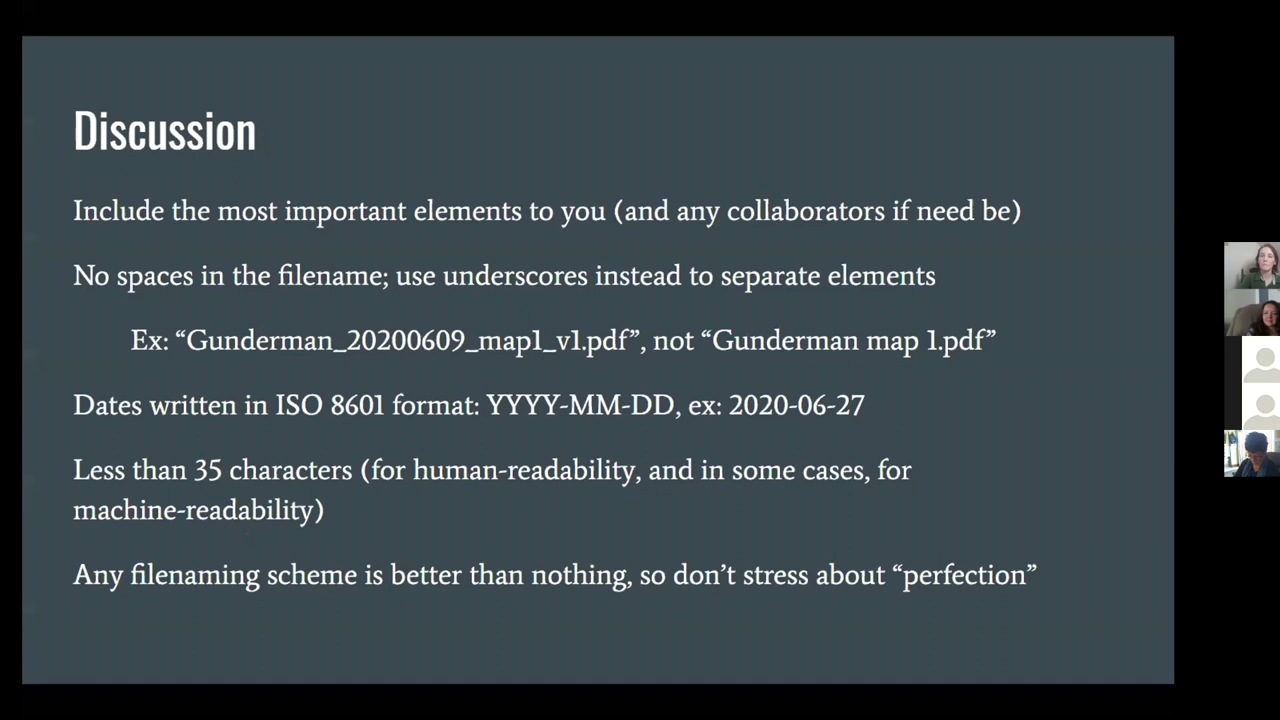 Discussion
Include the most important elements to you (and any collaborators if need be)
No spaces in the filename; use underscores instead to separate elements
Ex: “Gunderman_20200609_map1_v1.pdf”, not “Gunderman map 1.pdf”
Dates written in ISO 8601 format: YYYY-MM-DD, ex: 2020-06-27
Less than 35 characters (for human-readability, and in some cases, for
machine-readability)
Any filenaming scheme is better than nothing, so don’t stress about “perfection”